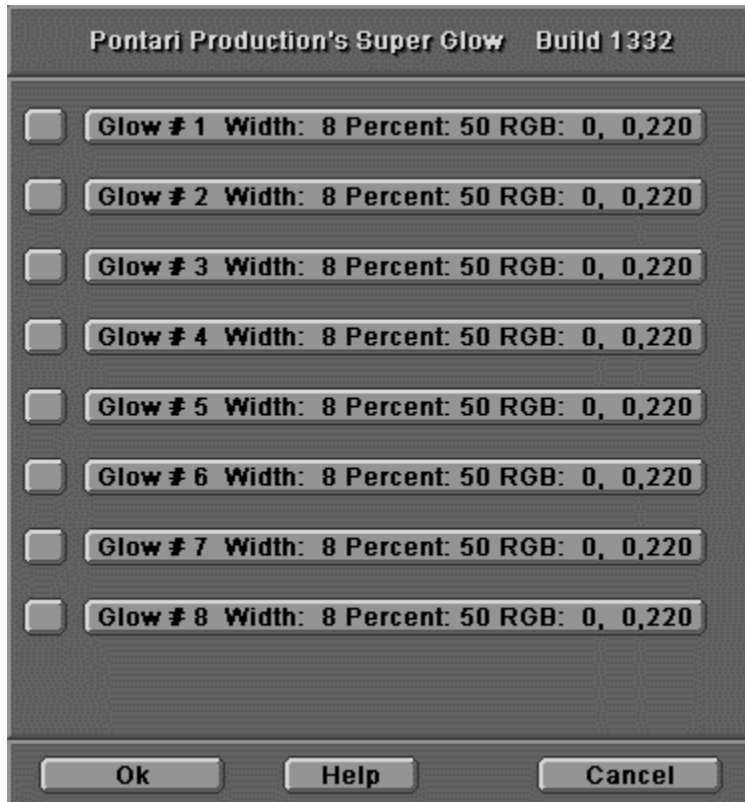 Pontari Production's Super Glow Build 1332
Glow # 1 Width: 8 Percent: 50 RGB: 0, 0,220
Glow # 2 Width: 8 Percent: 50 RGB: 0, 0,220
Glow # 3 Width: 8 Percent: 50 RGB: 0, 0,220
Glow # 4 Width: 8 Percent: 50 RGB: 0, 0,220
Glow # 5 Width: 8 Percent: 50 RGB: 0, 0,220
Glow # 6 Width: 8 Percent: 50 RGB: 0, 0,220
Glow # 7 Width: 8 Percent: 50 RGB: 0, 0,220
Glow # 8 Width: 8 Percent: 50 RGB: 0, 0,220
Ok Help Cancel